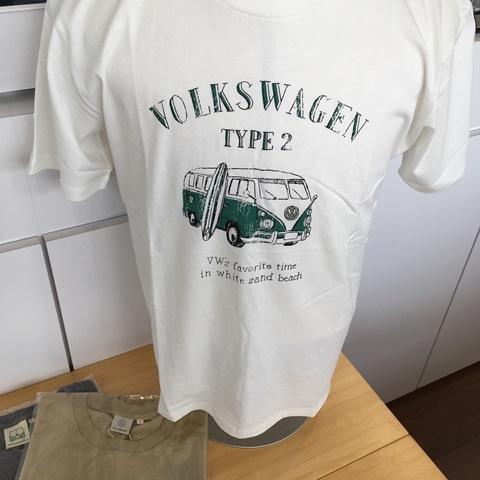 VOLKSWAGEN
TYPE 2
VW's favorite time
in white sand beach